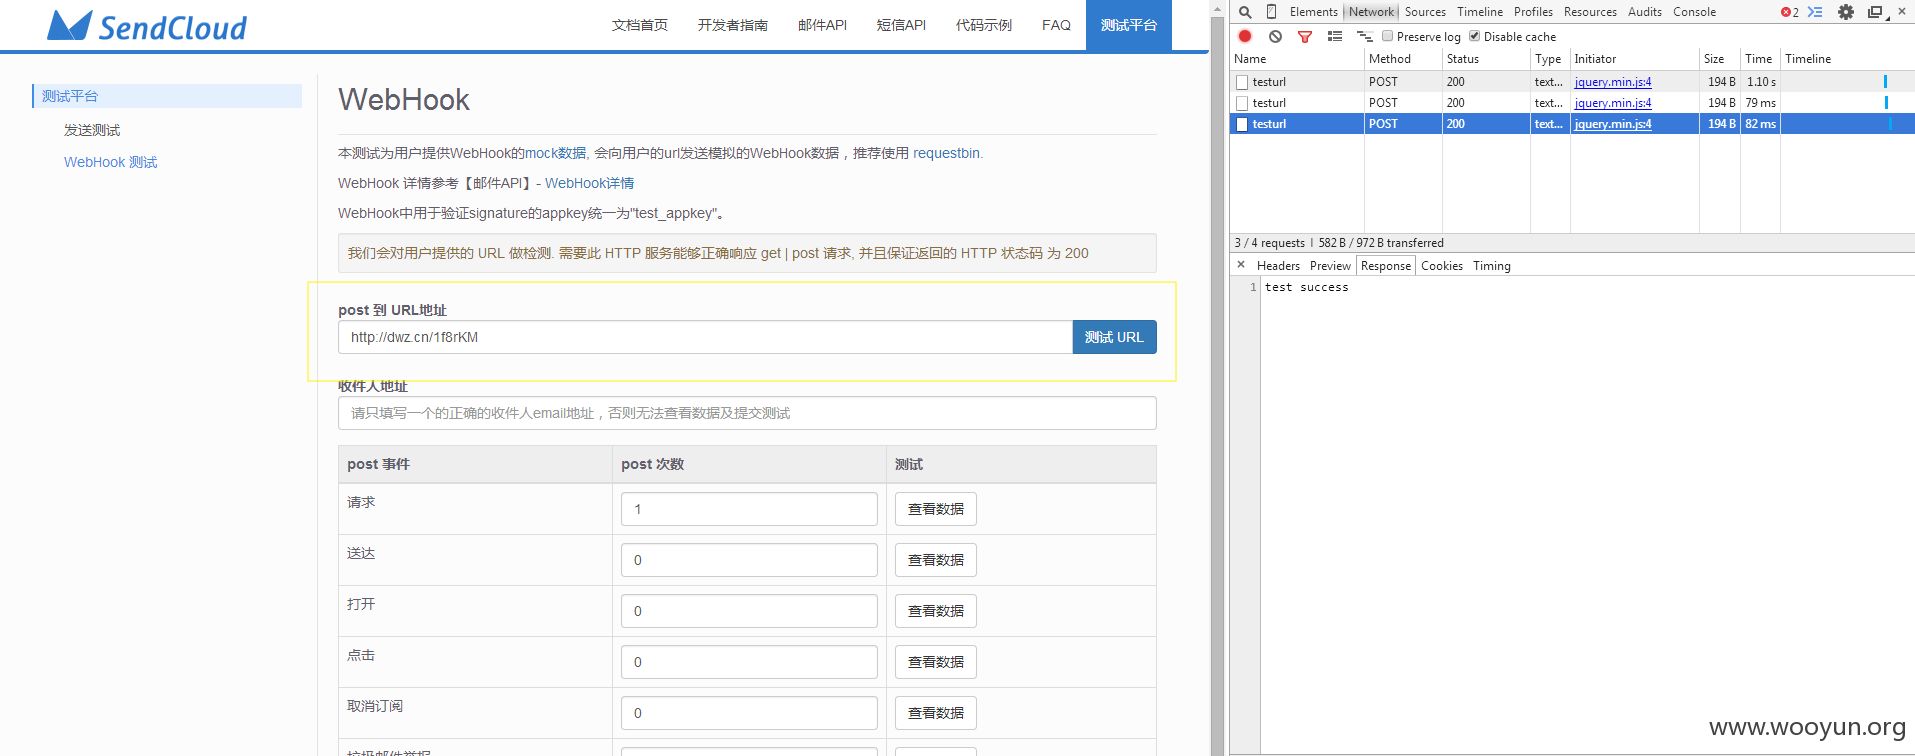 SendCloud
文档首页 开发者指南 邮件API 短信API 代码示例 FAQ 测试平台
测试平台
发送测试
WebHook 测试
WebHook
本测试为用户提供WebHook的mock数据, 会向用户的url发送模拟的WebHook数据，推荐使用 requestbin.
WebHook 详情参考【邮件API】- WebHook详情
WebHook中用于验证signature的appkey统一为"test_appkey"。
我们会对用户提供的 URL 做检测. 需要此 HTTP 服务能够正确响应 get | post 请求, 并且保证返回的 HTTP 状态码 为 200
post 到 URL地址
http://dwz.cn/1f8rKM 测试 URL
收件人地址
请只填写一个的正确的收件人email地址，否则无法查看数据及提交测试
post 事件 post 次数 测试
请求 1 查看数据
送达 0 查看数据
打开 0 查看数据
点击 0 查看数据
取消订阅 0 查看数据
垃圾邮件举报
Elements Network Sources Timeline Profiles Resources Audits Console 2
Preserve log Disable cache
Name Method Status Type Initiator Size Time Timeline
testurl POST 200 text... jquery.min.js:4 194 B 1.10 s
testurl POST 200 text... jquery.min.js:4 194 B 79 ms
testurl POST 200 text... jquery.min.js:4 194 B 82 ms
3 / 4 requests | 582 B / 972 B transferred
× Headers Preview Response Cookies Timing
1 test success
www.wooyun.org